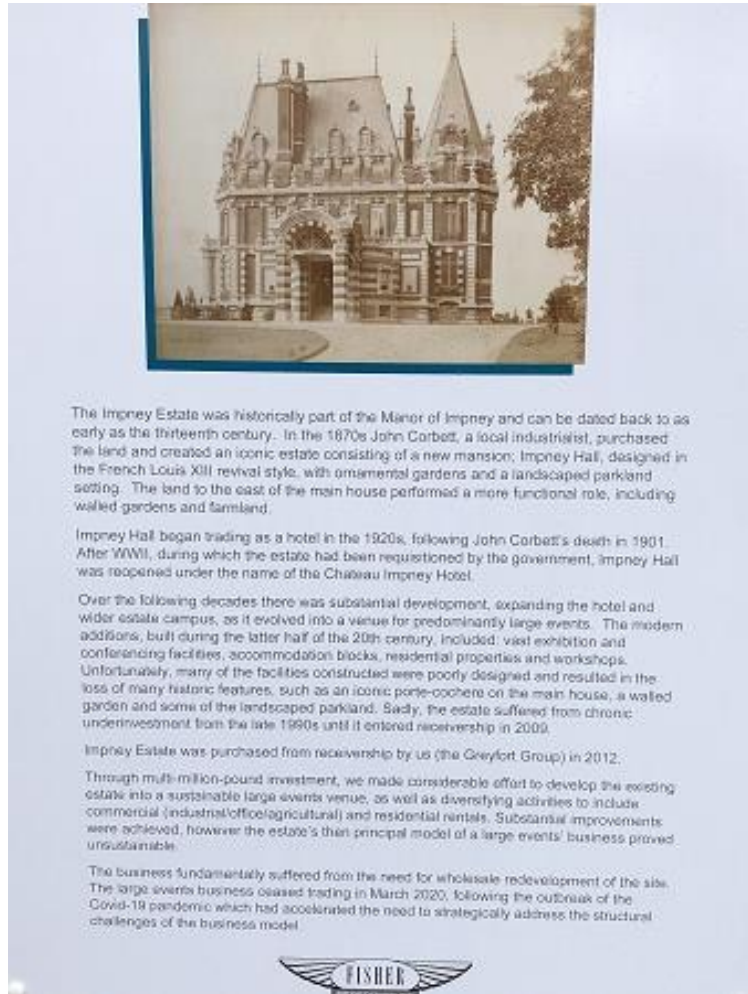 The Impney Estate was historically part of the Manor of Impney and can be dated back to as
early as the thirteenth century. In the 1870s John Corbett, a local industrialist, purchased
the land and created an iconic estate consisting of a new mansion; Impney Hall, designed in
the French Louis XIII revival style, with ornamental gardens and a landscaped parkland
setting. The land to the east of the main house performed a more functional role, including
walled gardens and farmland.
Impney Hall began trading as a hotel in the 1920s, following John Corbett's death in 1901.
After WWII, during which the estate had been requisitioned by the government, Impney Hall
was reopened under the name of the Chateau Impney Hotel.
Over the following decades there was substantial development, expanding the hotel and
wider estate campus, as it evolved into a venue for predominantly large events. The modern
additions, built during the latter half of the 20th century, included: vast exhibition and
conferencing facilities, accommodation blocks, residential properties and workshops.
Unfortunately, many of the facilities constructed were poorly designed and resulted in the
loss of many historic features, such as an iconic porte-cochere on the main house, a walled
garden and some of the landscaped parkland. Sadly, the estate suffered from chronic
underinvestment from the late 1990s until it entered receivership in 2009.
Impney Estate was purchased from receivership by us (the Greyfort Group) in 2012.
Through multi-million-pound investment, we made considerable effort to develop the existing
estate into a sustainable large events venue, as well as diversifying activities to include
commercial (industrial/office/agricultural) and residential rentals. Substantial improvements
were achieved, however the estate's then principal model of a large events' business proved
unsustainable.
The business fundamentally suffered from the need for wholesale redevelopment of the site.
The large events business ceased trading in March 2020, following the outbreak of the
Covid-19 pandemic which had accelerated the need to strategically address the structural
challenges of the business model.
FISHER